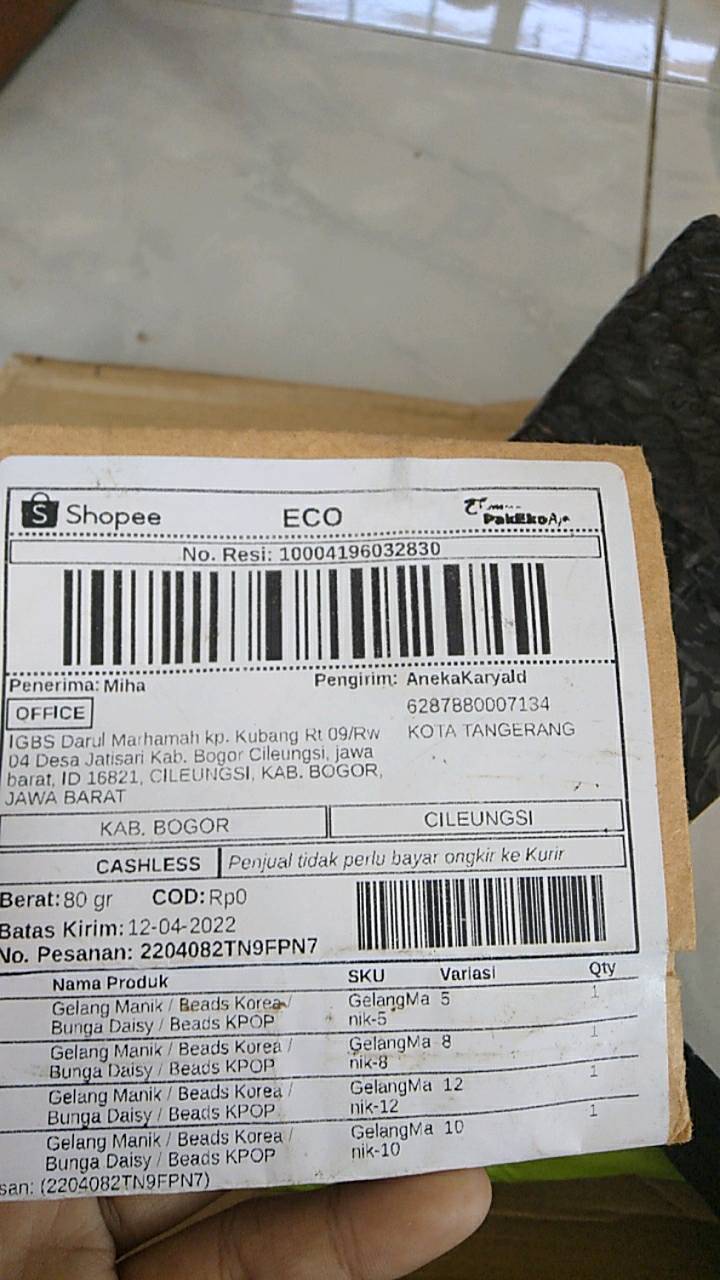 Shopee ECO PakEkoAja
No. Resi: 10004196032830
Penerima: Miha Pengirim: AnekaKaryaId
OFFICE 6287880007134
KOTA TANGERANG
IGBS Darul Marhamah kp. Kubang Rt 09/Rw
04 Desa Jatisari Kab. Bogor Cileungsi, jawa
barat, ID 16821, CILEUNGSI, KAB. BOGOR,
JAWA BARAT
KAB. BOGOR CILEUNGSI
CASHLESS Penjual tidak perlu bayar ongkir ke Kurir
Berat: 80 gr COD: Rp0
Batas Kirim: 12-04-2022
No. Pesanan: 2204082TN9FPN7
Nama Produk SKU Variasi Qty
Gelang Manik / Beads Korea / GelangMa 5 1
Bunga Daisy / Beads KPOP nik-5
Gelang Manik / Beads Korea / GelangMa 8 1
Bunga Daisy / Beads KPOP nik-8
Gelang Manik / Beads Korea / GelangMa 12 1
Bunga Daisy / Beads KPOP nik-12
Gelang Manik / Beads Korea / GelangMa 10 1
Bunga Daisy / Beads KPOP nik-10
san: (2204082TN9FPN7)